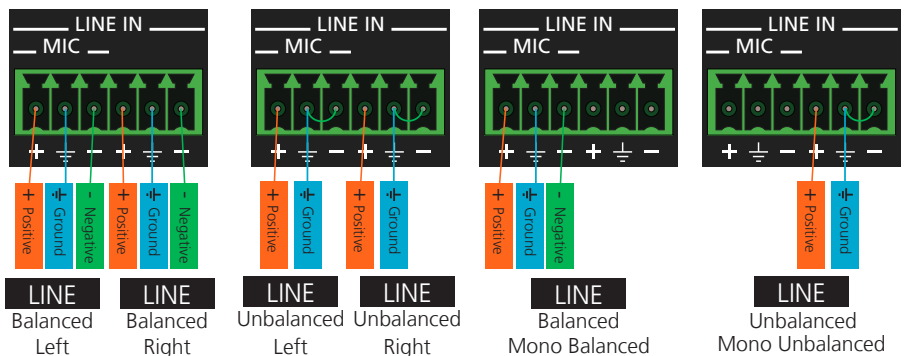 LINE IN LINE IN LINE IN LINE IN
MIC MIC MIC MIC
+ ⏚ - + ⏚ - + ⏚ - + ⏚ - + ⏚ - + ⏚ - + ⏚ - + ⏚ -
+ Positive
⏚ Ground
- Negative
+ Positive
⏚ Ground
- Negative
+ Positive
⏚ Ground
+ Positive
⏚ Ground
+ Positive
⏚ Ground
- Negative
+ Positive
⏚ Ground
LINE LINE LINE LINE LINE LINE
Balanced Balanced Unbalanced Unbalanced Balanced Unbalanced
Left Right Left Right Mono Balanced Mono Unbalanced